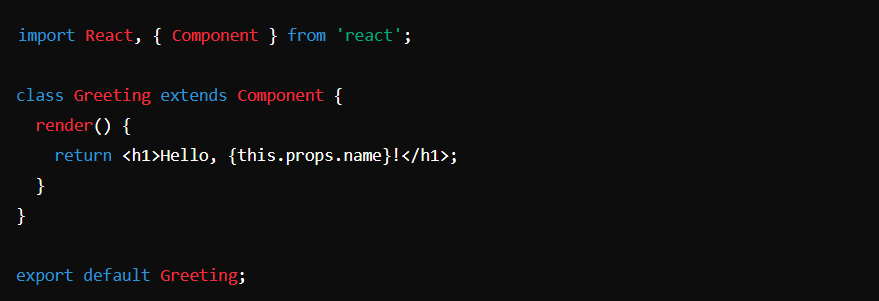 import React, { Component } from 'react';

class Greeting extends Component {
  render() {
    return <h1>Hello, {this.props.name}!</h1>;
  }
}

export default Greeting;